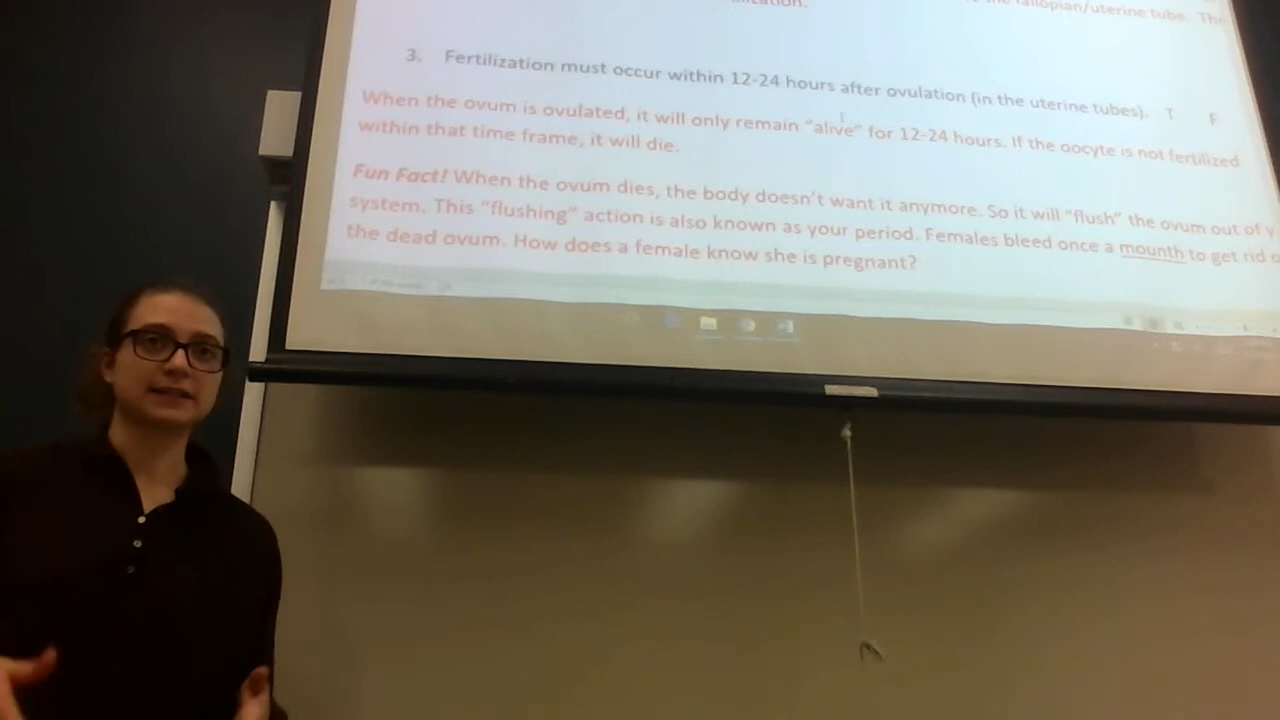 fallopian/uterine tube. The
3. Fertilization must occur within 12-24 hours after ovulation (in the uterine tubes). T F
When the ovum is ovulated, it will only remain "alive" for 12-24 hours. If the oocyte is not fertilized
within that time frame, it will die.
Fun Fact! When the ovum dies, the body doesn't want it anymore. So it will "flush" the ovum out of y
system. This "flushing" action is also known as your period. Females bleed once a mounth to get rid o
the dead ovum. How does a female know she is pregnant?